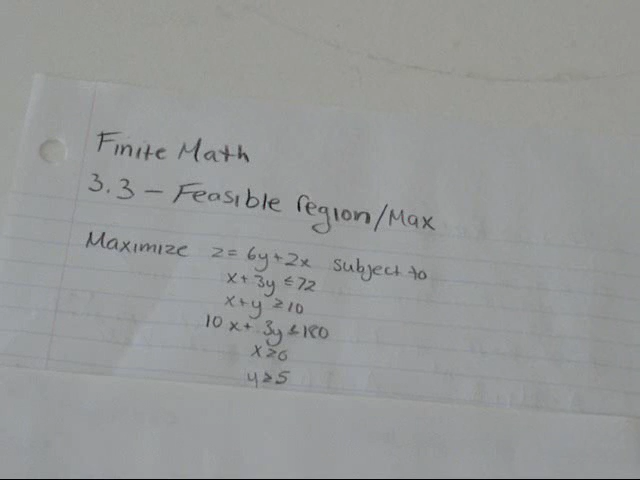 Finite Math
3.3 - Feasible region/Max
Maximize z = 6y + 2x subject to
x + 3y ≤ 72
x + y ≥ 10
10x + 3y ≤ 180
x ≥ 0
y ≥ 5